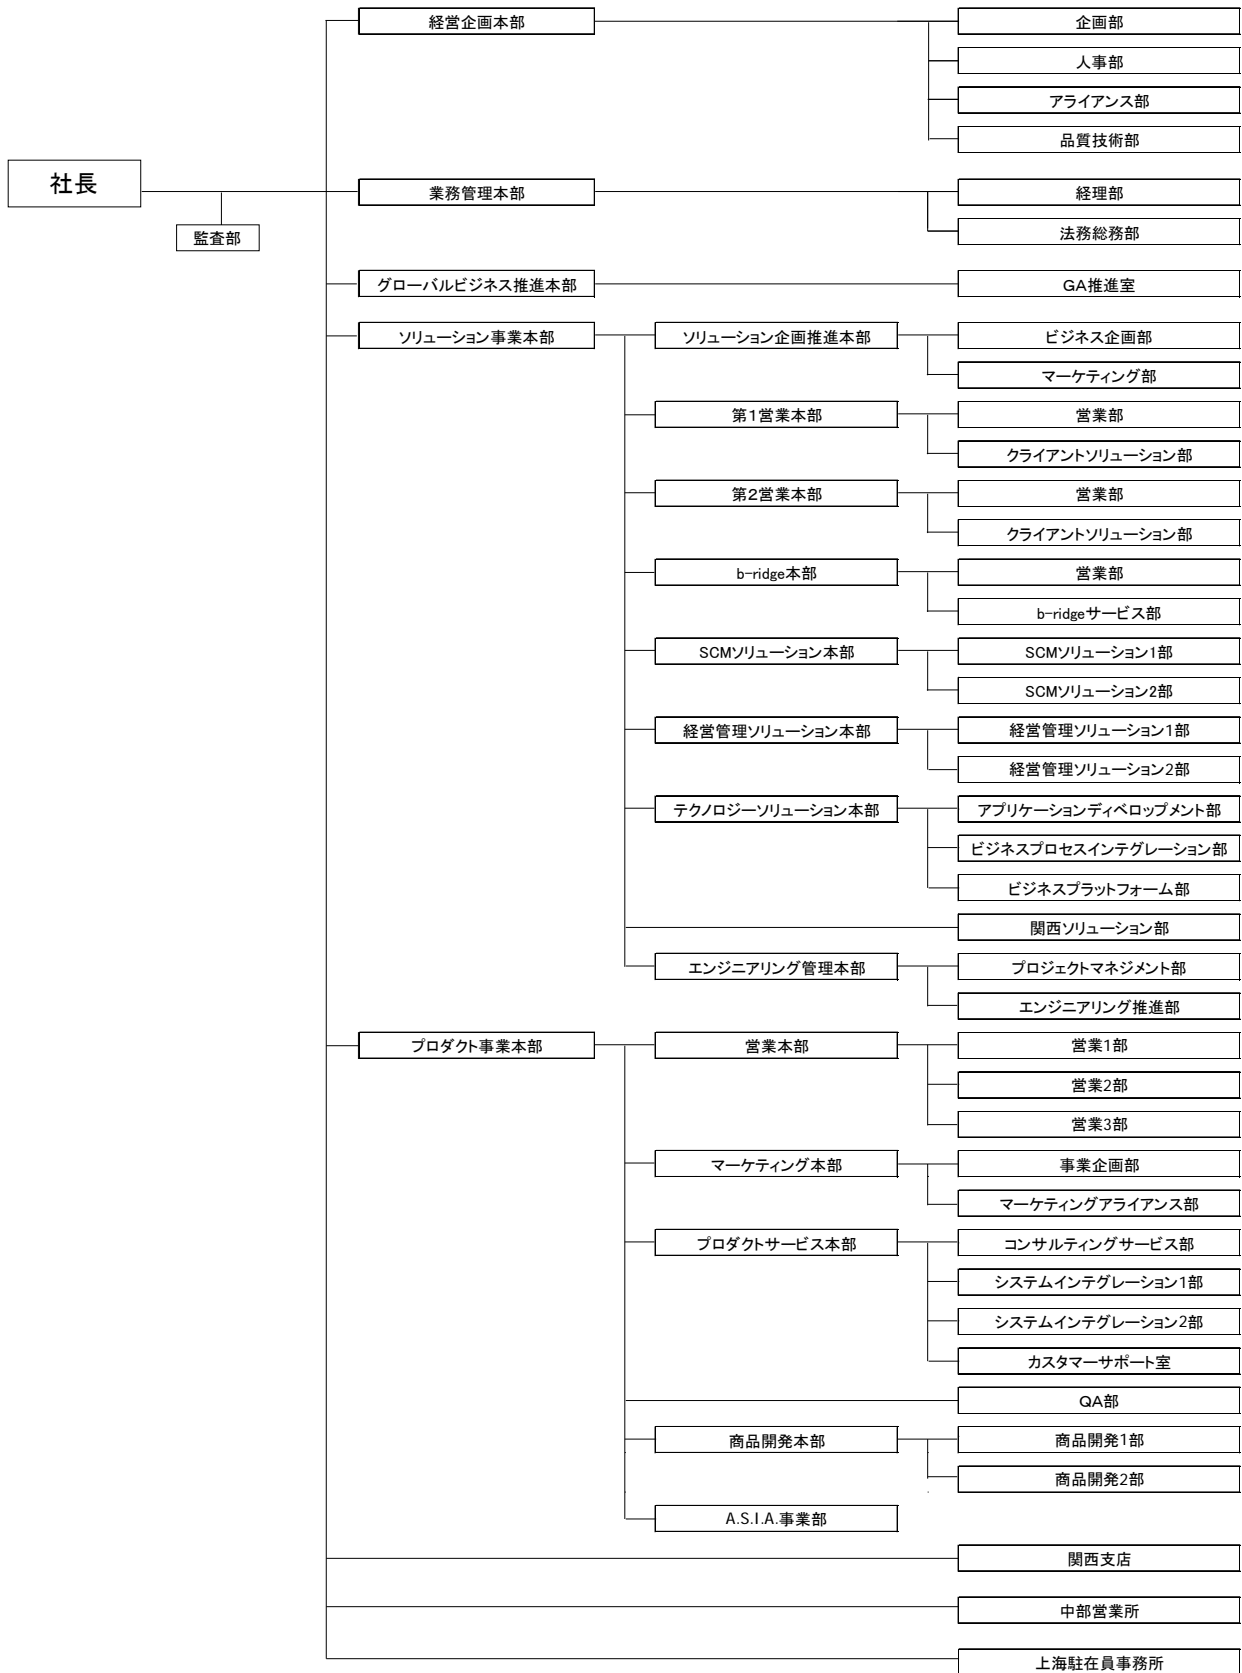 経営企画本部
企画部
人事部
アライアンス部
品質技術部
社長
監査部
業務管理本部
経理部
法務総務部
グローバルビジネス推進本部
GA推進室
ソリューション事業本部
ソリューション企画推進本部
ビジネス企画部
マーケティング部
第1営業本部
営業部
クライアントソリューション部
第2営業本部
営業部
クライアントソリューション部
b-ridge本部
営業部
b-ridgeサービス部
SCMソリューション本部
SCMソリューション1部
SCMソリューション2部
経営管理ソリューション本部
経営管理ソリューション1部
経営管理ソリューション2部
テクノロジーソリューション本部
アプリケーションディベロップメント部
ビジネスプロセスインテグレーション部
ビジネスプラットフォーム部
関西ソリューション部
エンジニアリング管理本部
プロジェクトマネジメント部
エンジニアリング推進部
プロダクト事業本部
営業本部
営業1部
営業2部
営業3部
マーケティング本部
事業企画部
マーケティングアライアンス部
プロダクトサービス本部
コンサルティングサービス部
システムインテグレーション1部
システムインテグレーション2部
カスタマーサポート室
QA部
商品開発本部
商品開発1部
商品開発2部
A.S.I.A.事業部
関西支店
中部営業所
上海駐在員事務所